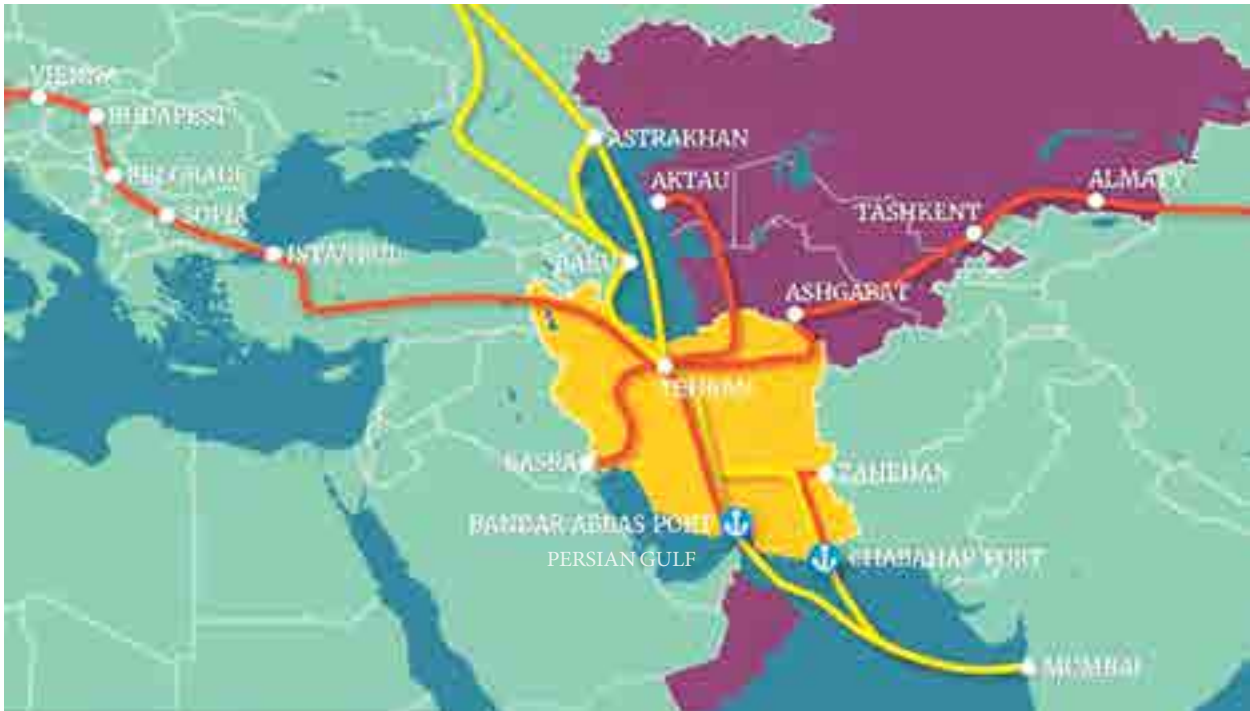 VIENNA
BUDAPEST
ASTRAKHAN
BELGRADE
AKTAU
ALMATY
SOFIA
TASHKENT
ISTANBUL
BAKU
ASHGABAT
TEHRAN
BASRA
ZAHEDAN
BANDAR ABBAS PORT
PERSIAN GULF
CHABAHAR PORT
MUMBAI